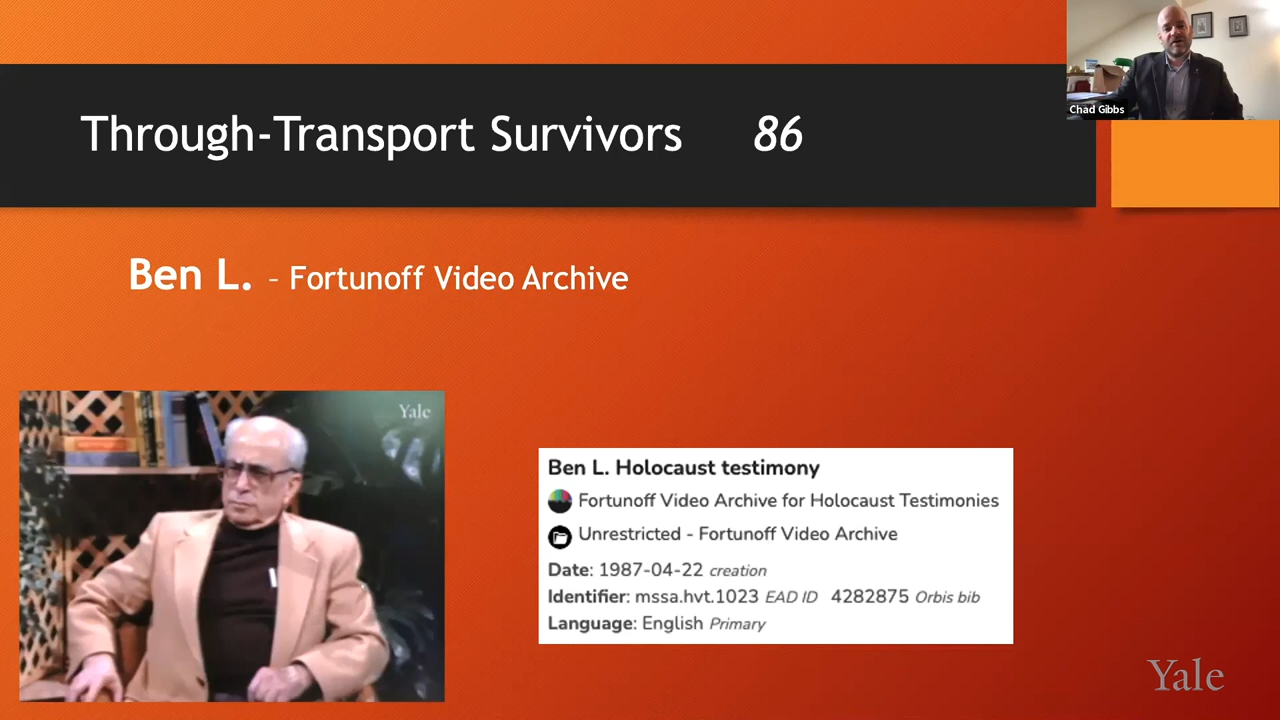 Chad Gibbs
Through-Transport Survivors 86
Ben L. – Fortunoff Video Archive
Yale
Ben L. Holocaust testimony
Fortunoff Video Archive for Holocaust Testimonies
Unrestricted - Fortunoff Video Archive
Date: 1987-04-22 creation
Identifier: mssa.hvt.1023 EAD ID 4282875 Orbis bib
Language: English Primary
Yale